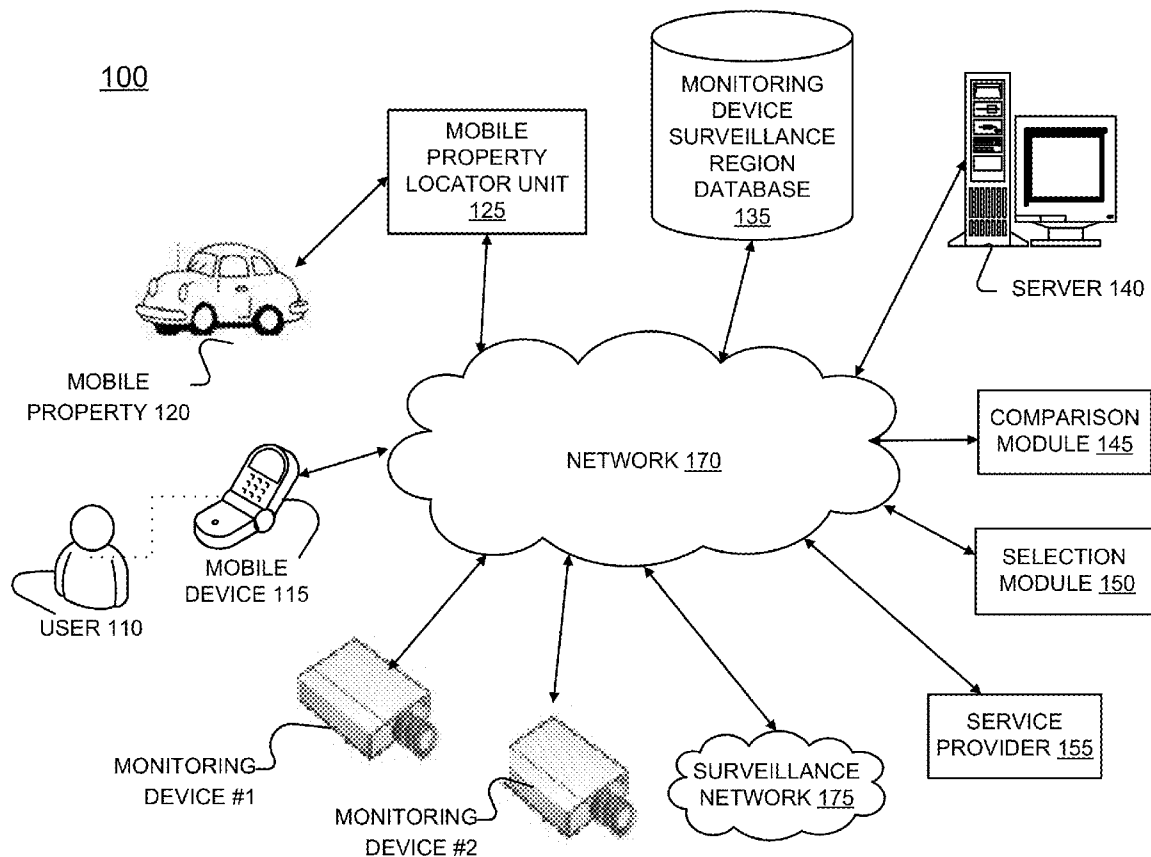 100
MOBILE
PROPERTY
LOCATOR UNIT
125
MONITORING
DEVICE
SURVEILLANCE
REGION
DATABASE
135
SERVER 140
MOBILE
PROPERTY 120
NETWORK 170
COMPARISON
MODULE 145
MOBILE
DEVICE 115
USER 110
SELECTION
MODULE 150
MONITORING
DEVICE #1
MONITORING
DEVICE #2
SURVEILLANCE
NETWORK 175
SERVICE
PROVIDER 155